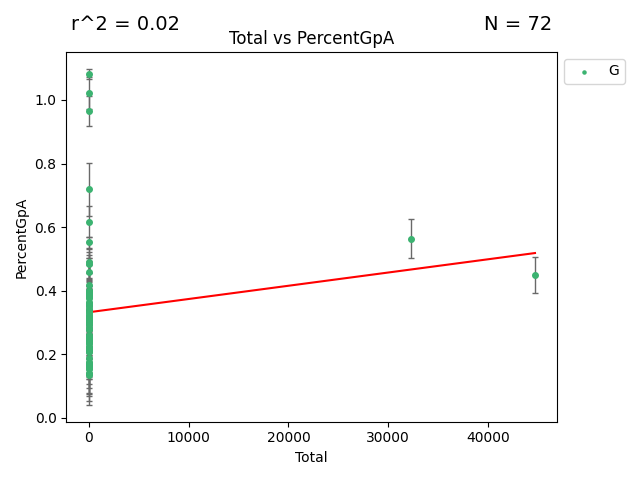 r^2 = 0.02
N = 72
Total vs PercentGpA
G
PercentGpA
1.0
0.8
0.6
0.4
0.2
0.0
0
10000
20000
30000
40000
Total